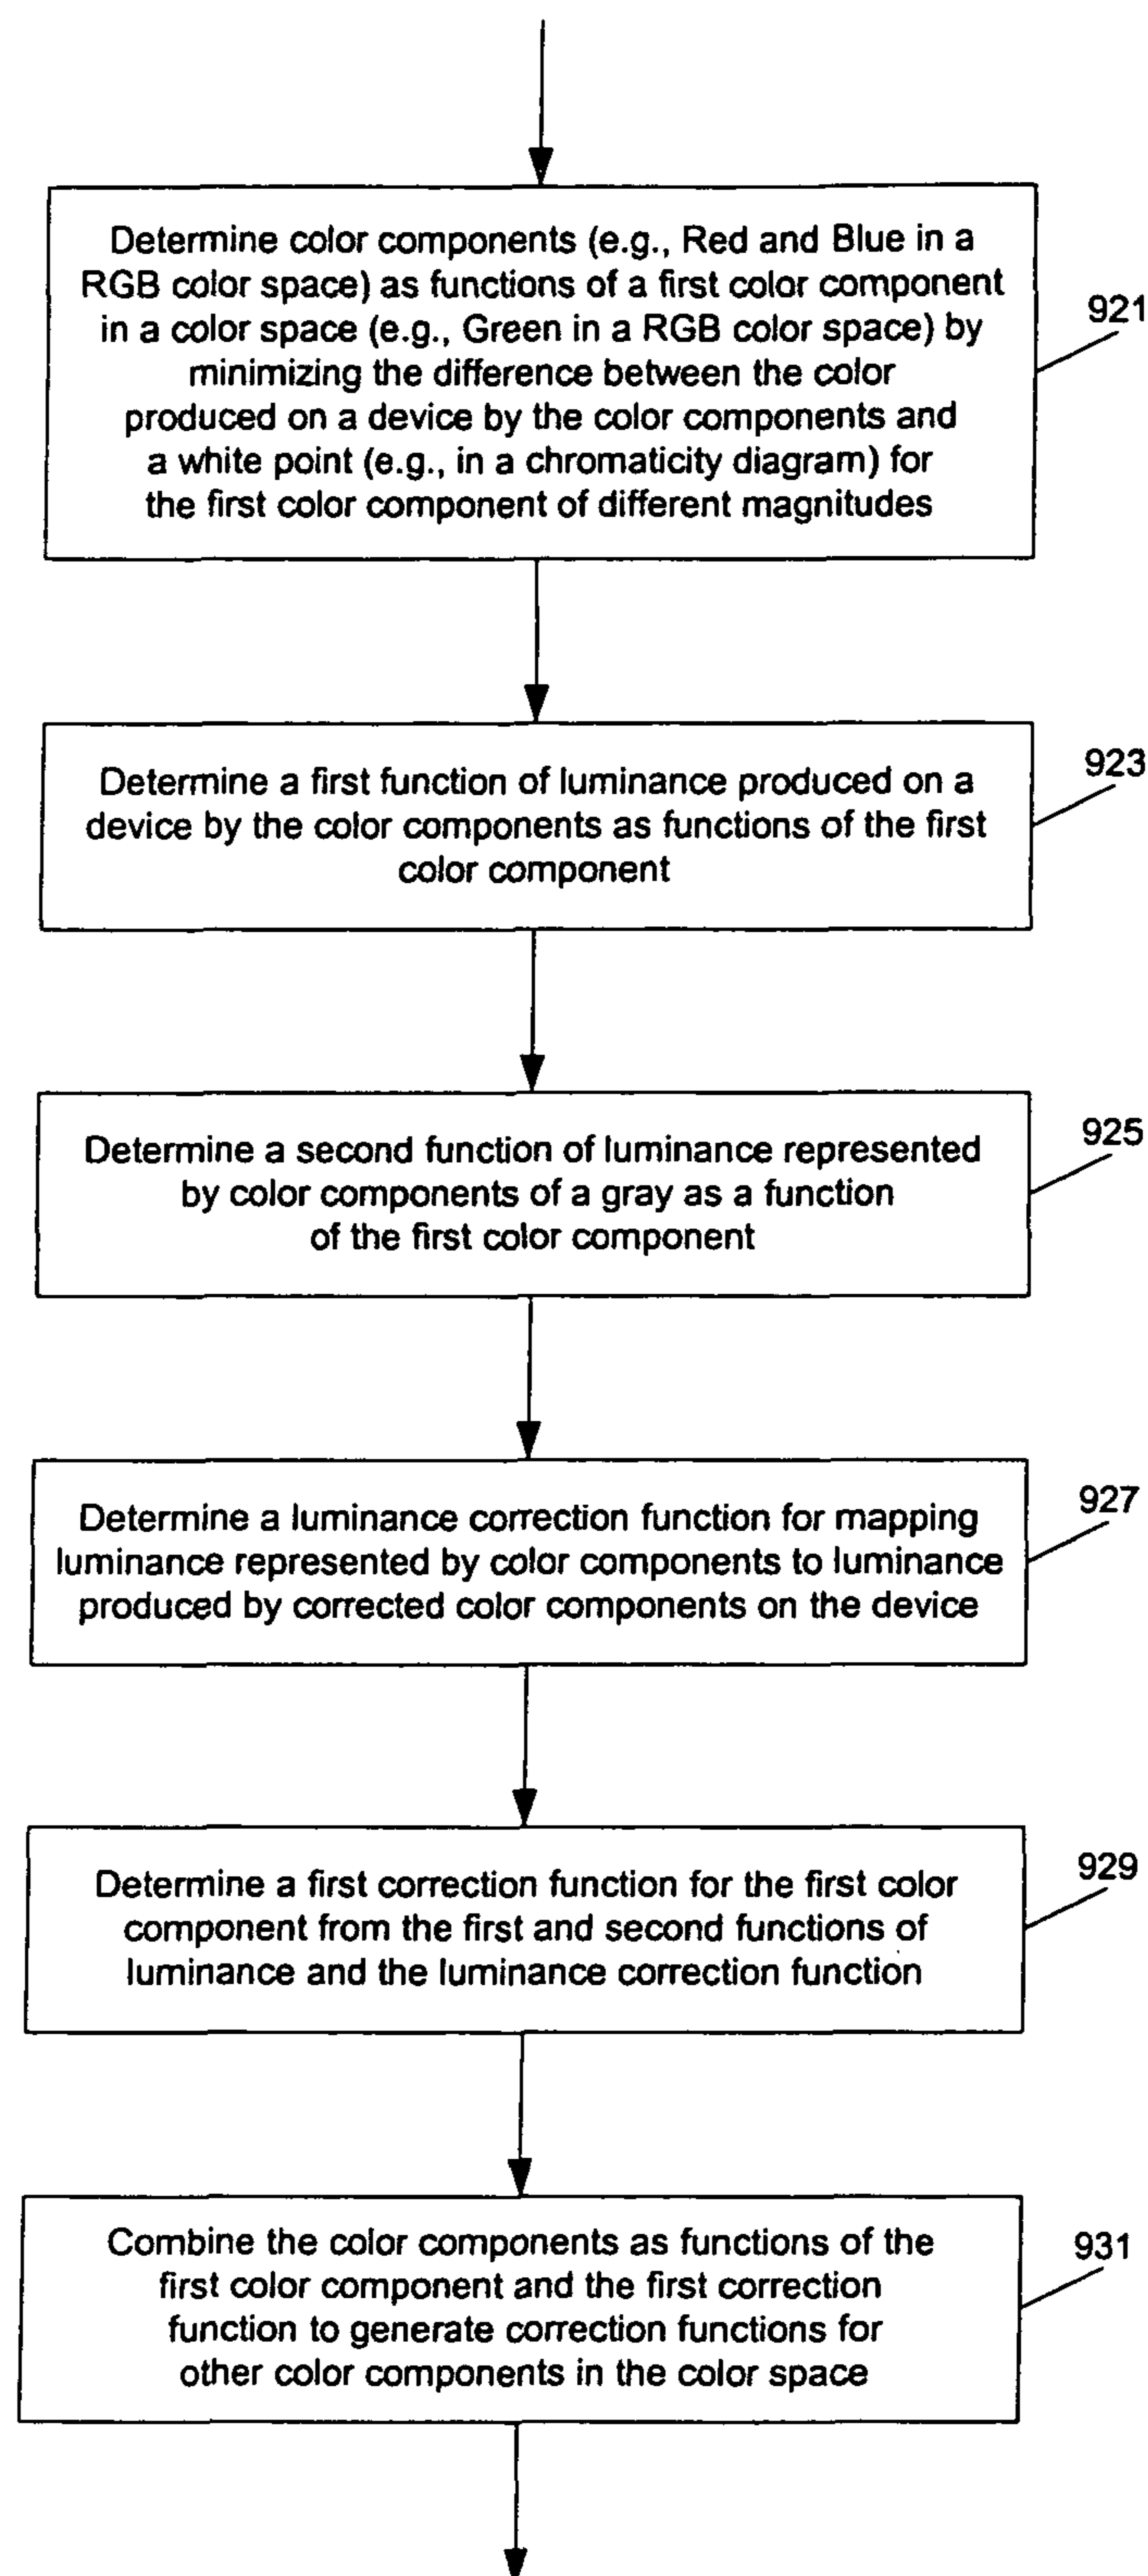 Determine color components (e.g., Red and Blue in a
RGB color space) as functions of a first color component
in a color space (e.g., Green in a RGB color space) by
minimizing the difference between the color
produced on a device by the color components and
a white point (e.g., in a chromaticity diagram) for
the first color component of different magnitudes
921
Determine a first function of luminance produced on a
device by the color components as functions of the first
color component
923
Determine a second function of luminance represented
by color components of a gray as a function
of the first color component
925
Determine a luminance correction function for mapping
luminance represented by color components to luminance
produced by corrected color components on the device
927
Determine a first correction function for the first color
component from the first and second functions of
luminance and the luminance correction function
929
Combine the color components as functions of the
first color component and the first correction
function to generate correction functions for
other color components in the color space
931